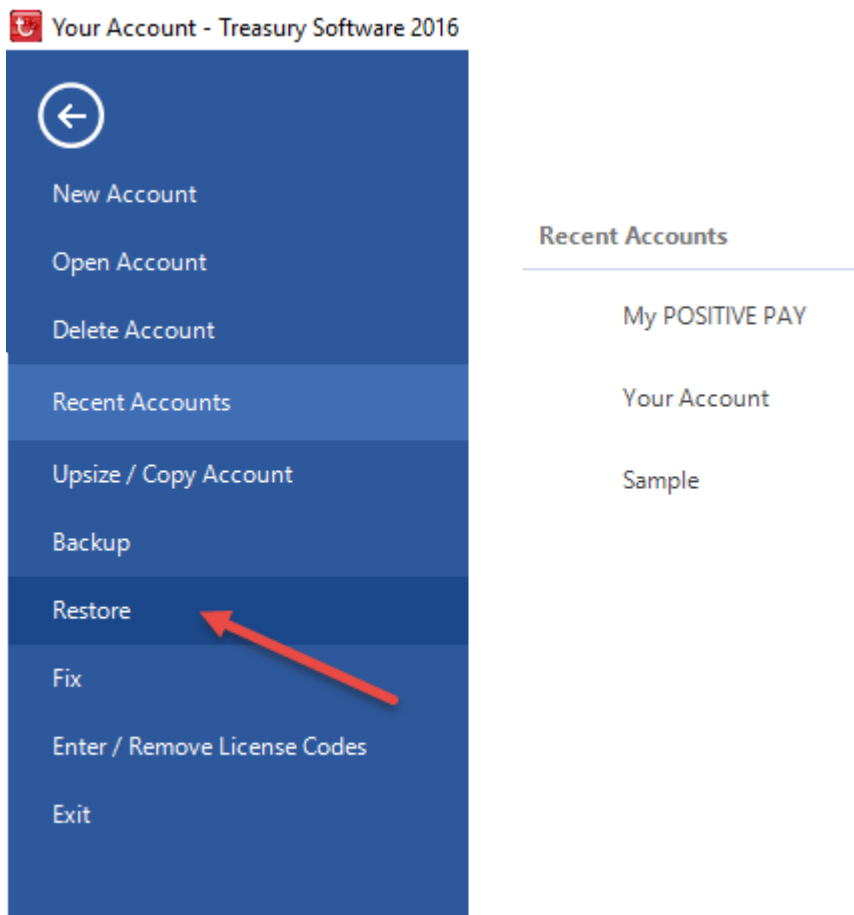 Your Account - Treasury Software 2016
New Account
Open Account
Delete Account
Recent Accounts
Upsize / Copy Account
Backup
Restore
Fix
Enter / Remove License Codes
Exit
Recent Accounts
My POSITIVE PAY
Your Account
Sample